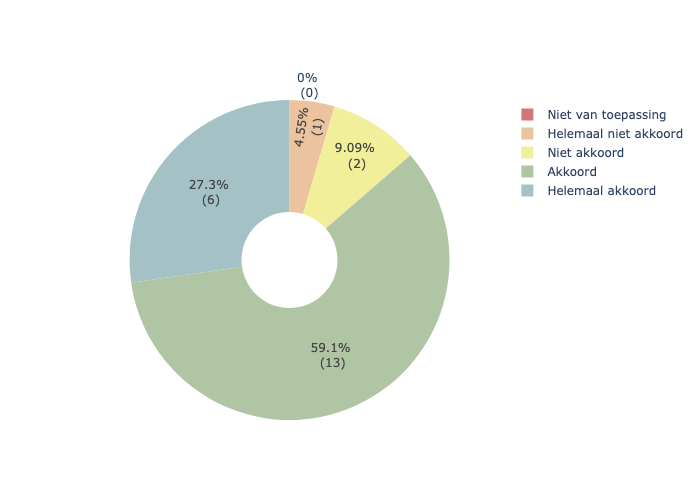 0%
(0)
4.55%
(1)
9.09%
(2)
27.3%
(6)
59.1%
(13)
Niet van toepassing
Helemaal niet akkoord
Niet akkoord
Akkoord
Helemaal akkoord